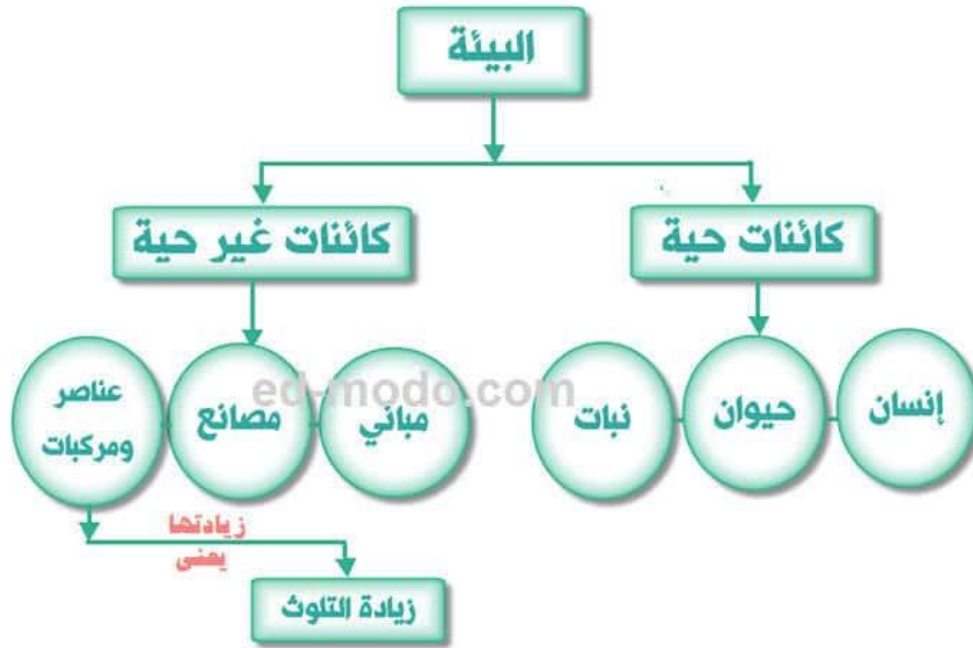 البيئة
كائنات حية
كائنات غير حية
إنسان
حيوان
نبات
مباني
مصانع
عناصر
ومركبات
ed-modo.com
زيادتها
يعنى
زيادة التلوث